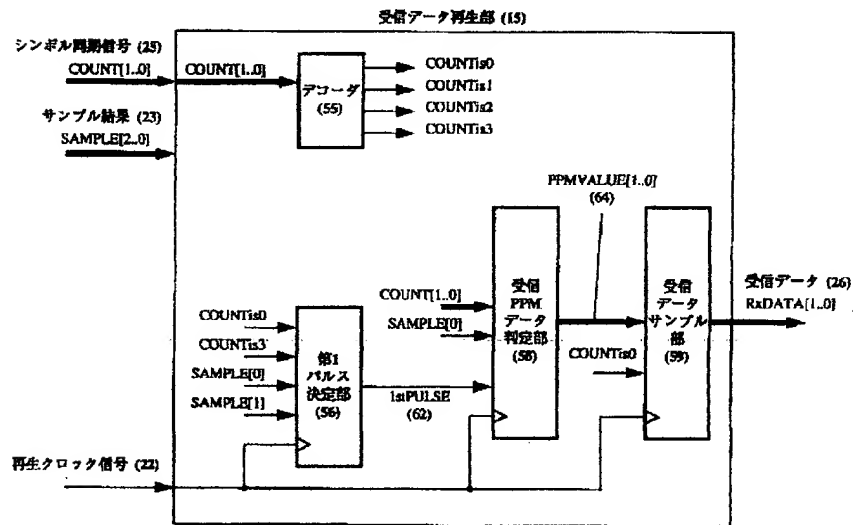 受信データ再生部 (15)
シンボル同期信号 (25)
COUNT[1..0]
COUNT[1..0]
デコーダ
(55)
COUNTis0
COUNTis1
COUNTis2
COUNTis3
サンプル結果 (23)
SAMPLE[2..0]
PPMVALUE[1..0]
(64)
COUNT[1..0]
SAMPLE[0]
受信
PPM
データ
判定部
(58)
受信
データ
サンプル
部
(59)
受信データ (26)
RxDATA[1..0]
COUNTis0
COUNTis0
COUNTis3
SAMPLE[0]
SAMPLE[1]
第1
パルス
決定部
(56)
1stPULSE
(62)
再生クロック信号 (22)